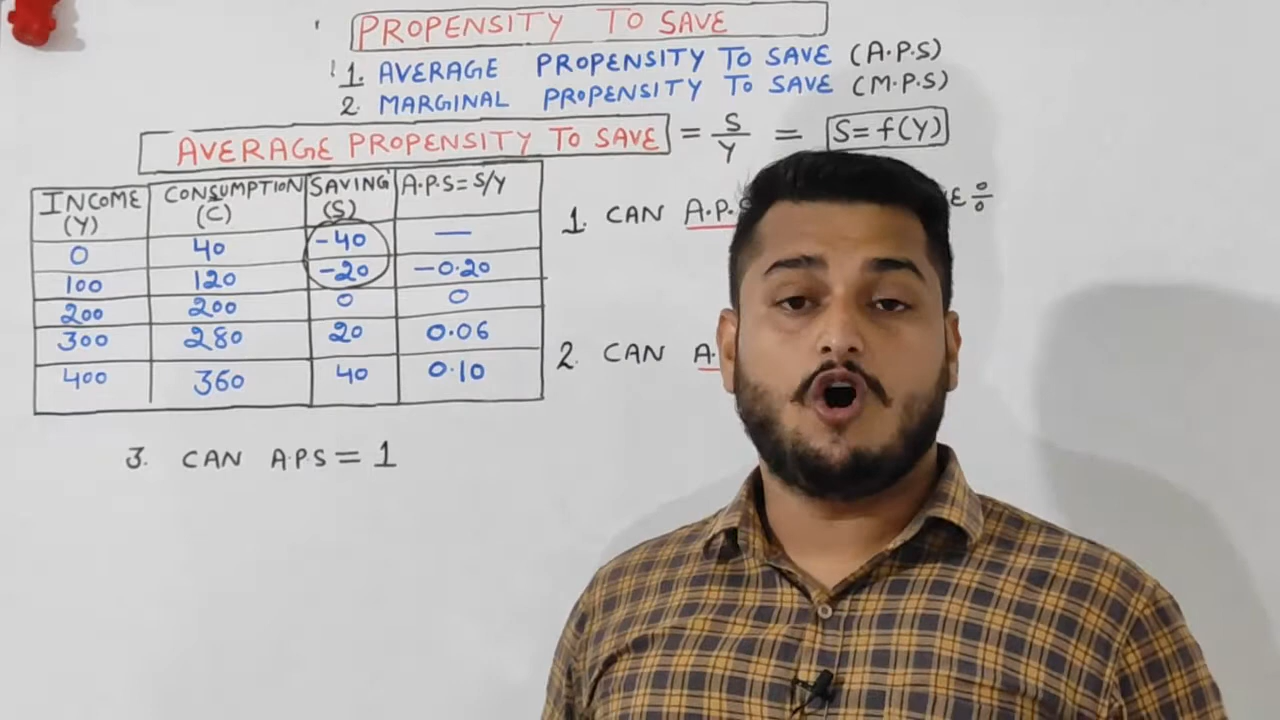 PROPENSITY TO SAVE
1. AVERAGE PROPENSITY TO SAVE (A.P.S)
2. MARGINAL PROPENSITY TO SAVE (M.P.S)
AVERAGE PROPENSITY TO SAVE = S/Y = S=f(Y)
INCOME (Y) CONSUMPTION (C) SAVING (S) A.P.S=S/Y
0 40 -40 —
100 120 -20 -0.20
200 200 0 0
300 280 20 0.06
400 360 40 0.10
1. CAN A.P.S
2. CAN A.
3. CAN A.P.S = 1